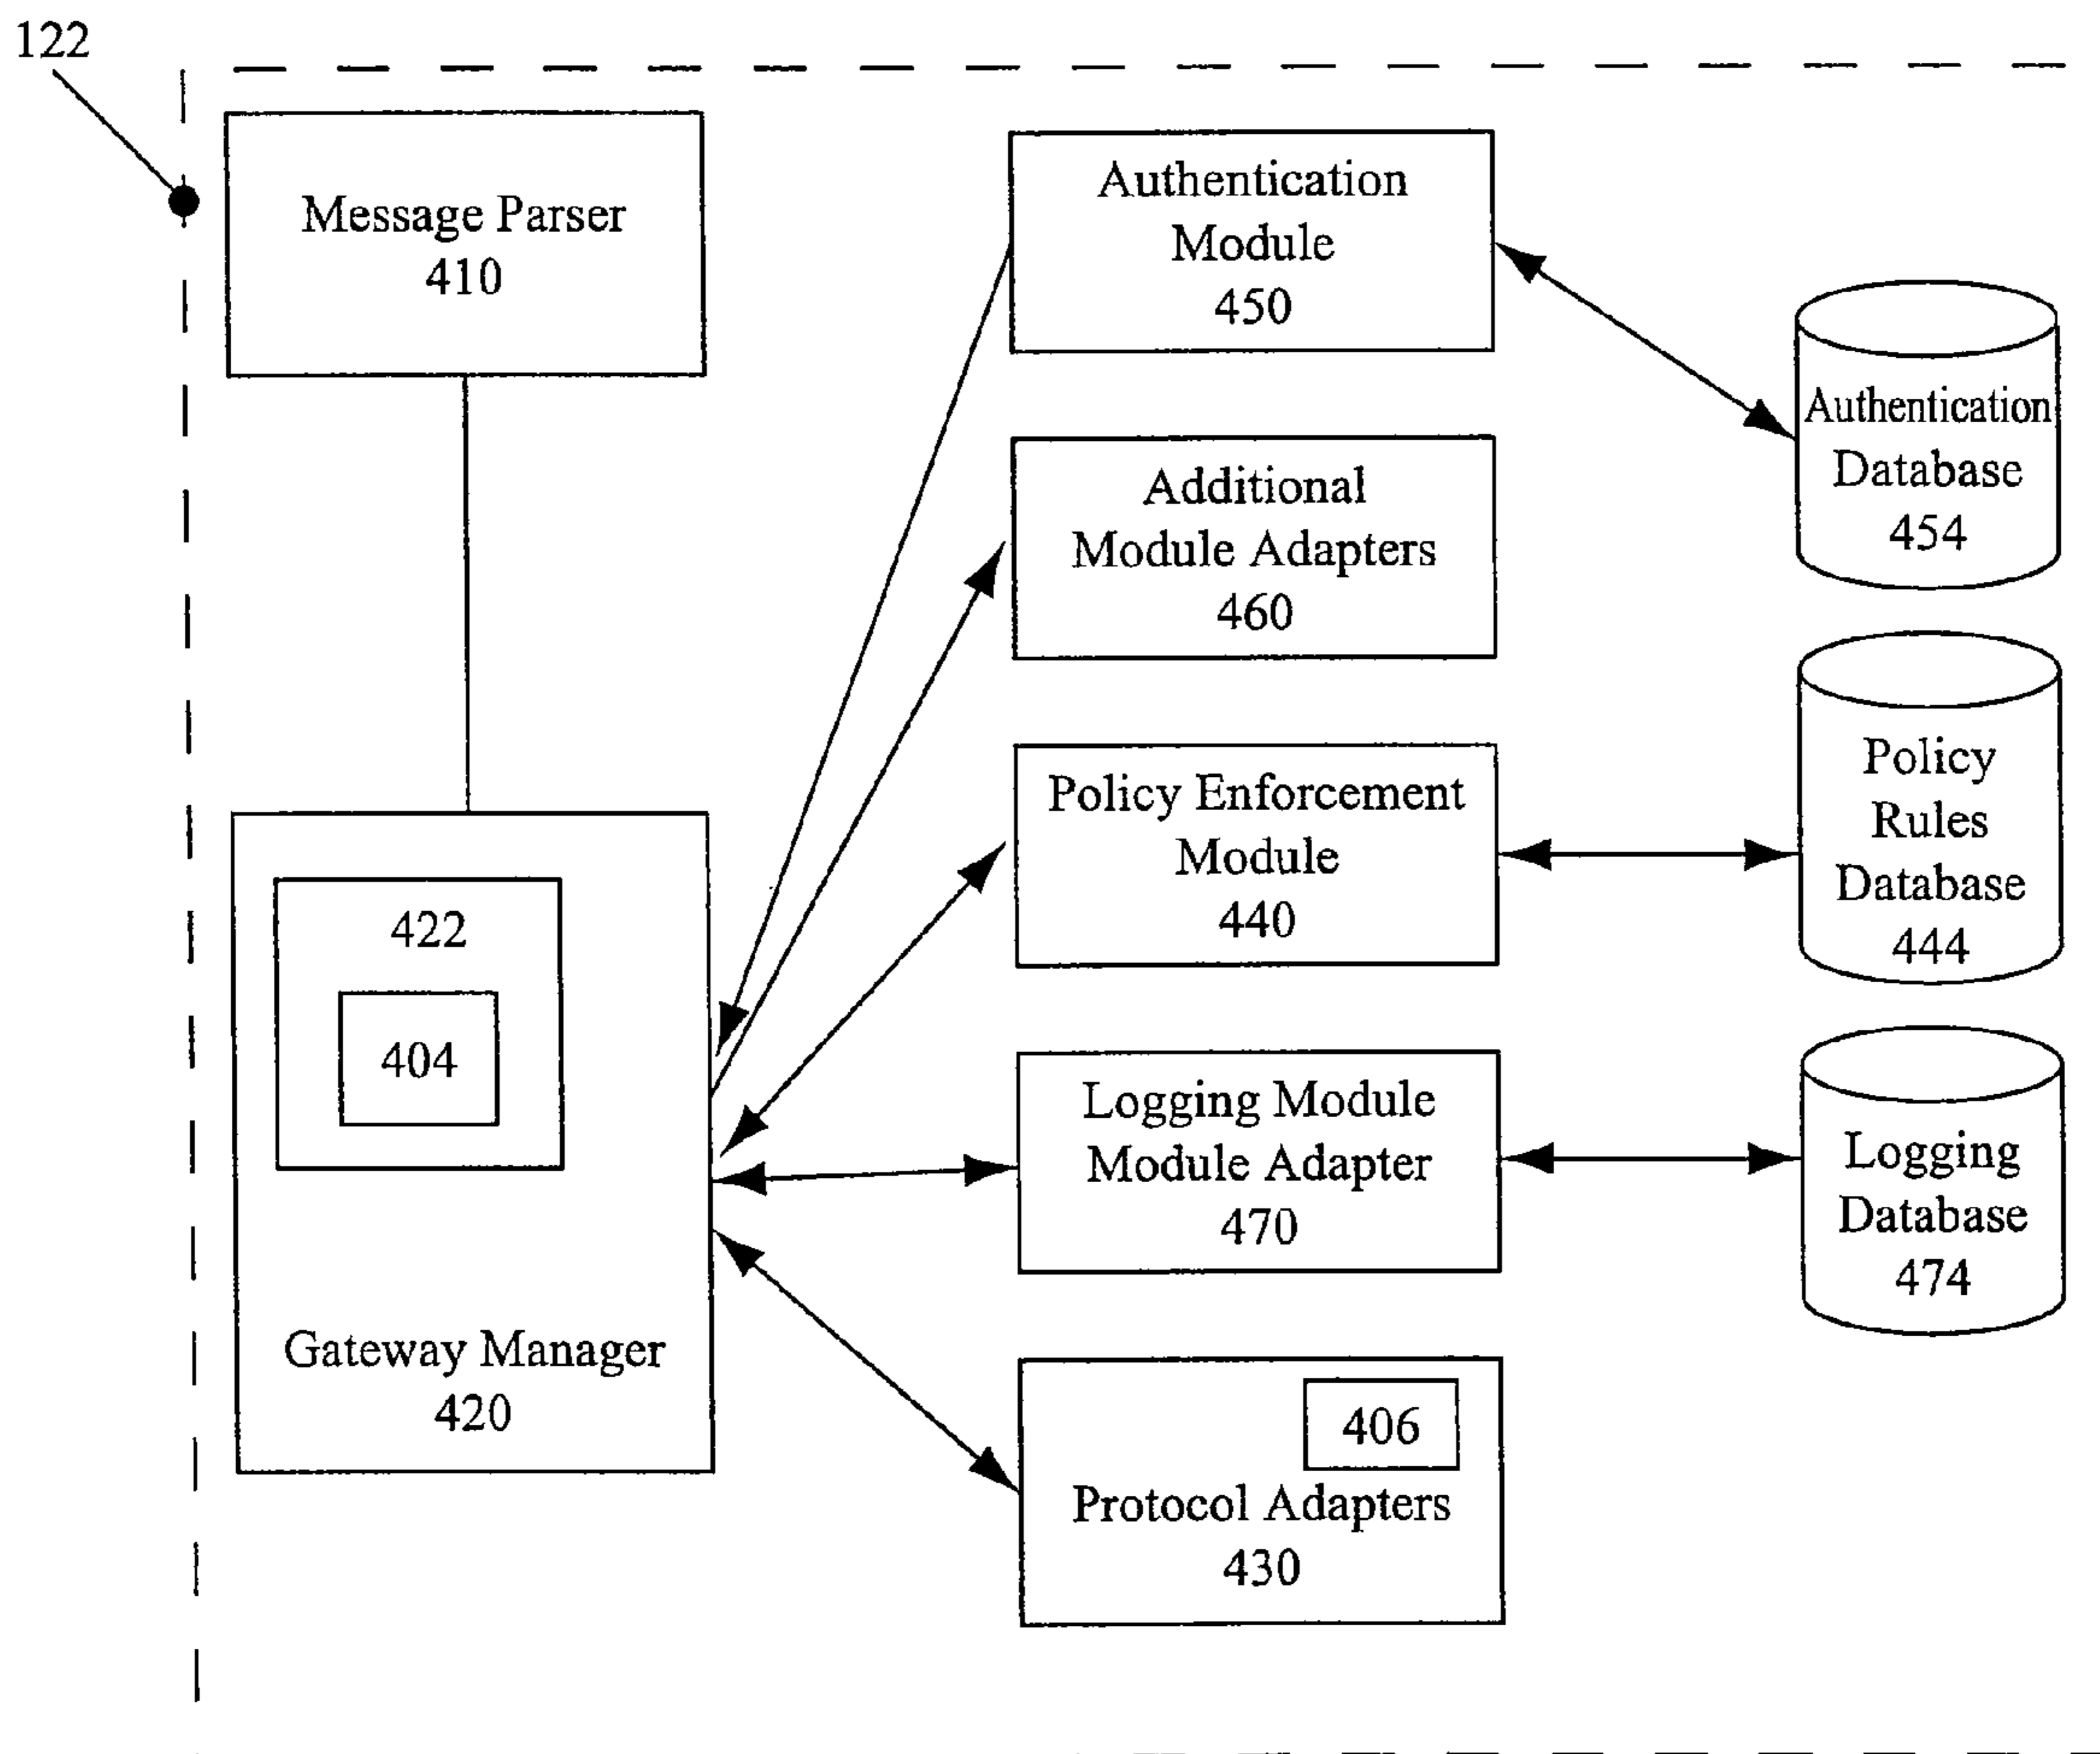 122
Message Parser
410
Authentication
Module
450
Authentication
Database
454
Additional
Module Adapters
460
Policy Enforcement
Module
440
Policy
Rules
Database
444
422
404
Gateway Manager
420
Logging Module
Module Adapter
470
Logging
Database
474
406
Protocol Adapters
430